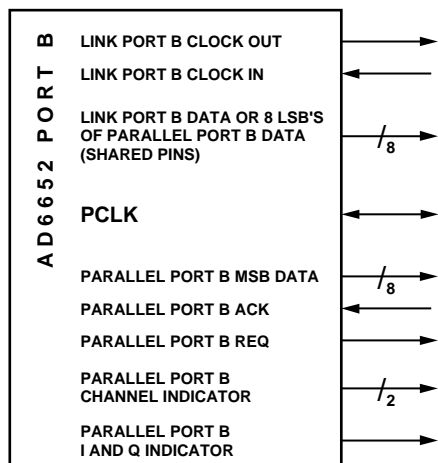 AD6652 PORT B
LINK PORT B CLOCK OUT
LINK PORT B CLOCK IN
LINK PORT B DATA OR 8 LSB'S
OF PARALLEL PORT B DATA
(SHARED PINS)
/8
PCLK
PARALLEL PORT B MSB DATA
/8
PARALLEL PORT B ACK
PARALLEL PORT B REQ
PARALLEL PORT B
CHANNEL INDICATOR
/2
PARALLEL PORT B
I AND Q INDICATOR